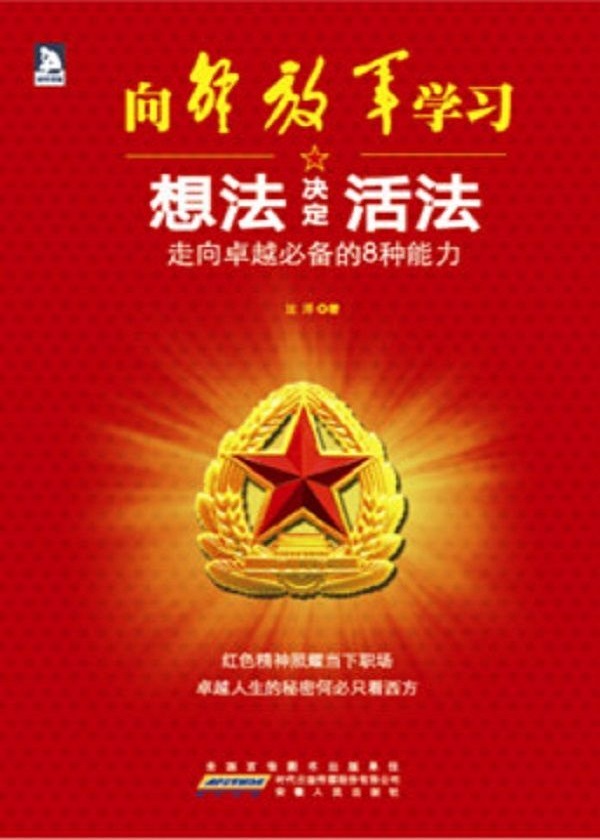 向解放军学习
想法决定活法
走向卓越必备的8种能力
著
红色精神照耀当下职场
卓越人生的秘密何必只看西方
全国百佳图书出版单位
时代出版传媒股份有限公司
安徽人民出版社